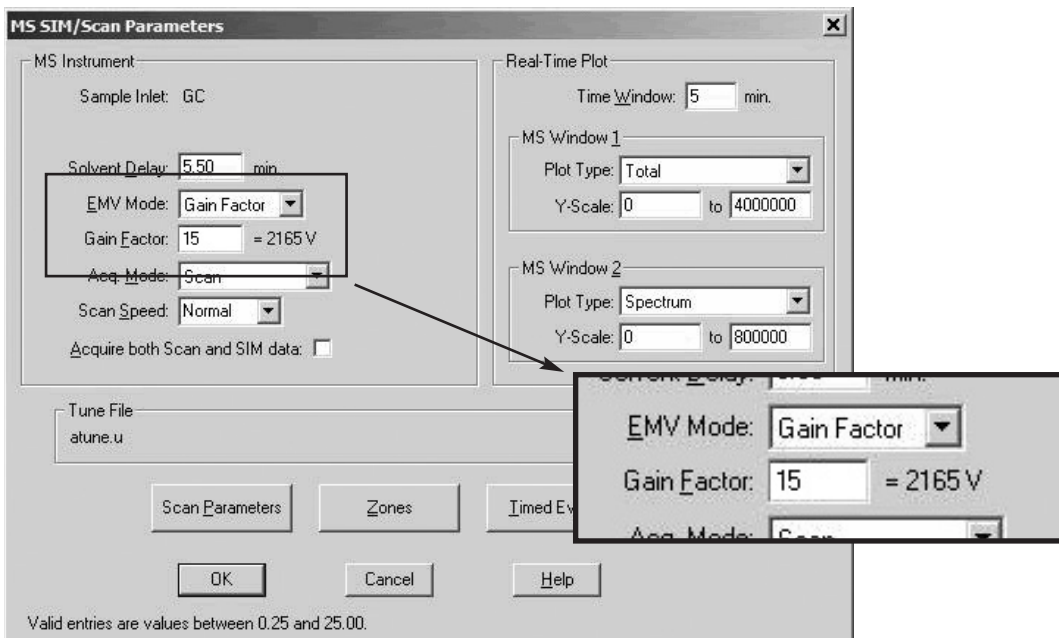 MS SIM/Scan Parameters
MS Instrument
Sample Inlet: GC
Solvent Delay: 5.50 min.
EMV Mode: Gain Factor
Gain Factor: 15 = 2165 V
Acq. Mode: Scan
Scan Speed: Normal
Acquire both Scan and SIM data:
Real-Time Plot
Time Window: 5 min.
MS Window 1
Plot Type: Total
Y-Scale: 0 to 4000000
MS Window 2
Plot Type: Spectrum
Y-Scale: 0 to 800000
Tune File
atune.u
Scan Parameters
Zones
Timed Ev
OK
Cancel
Help
Valid entries are values between 0.25 and 25.00.
EMV Mode: Gain Factor
Gain Factor: 15 = 2165 V
Acq. Mode: Scan